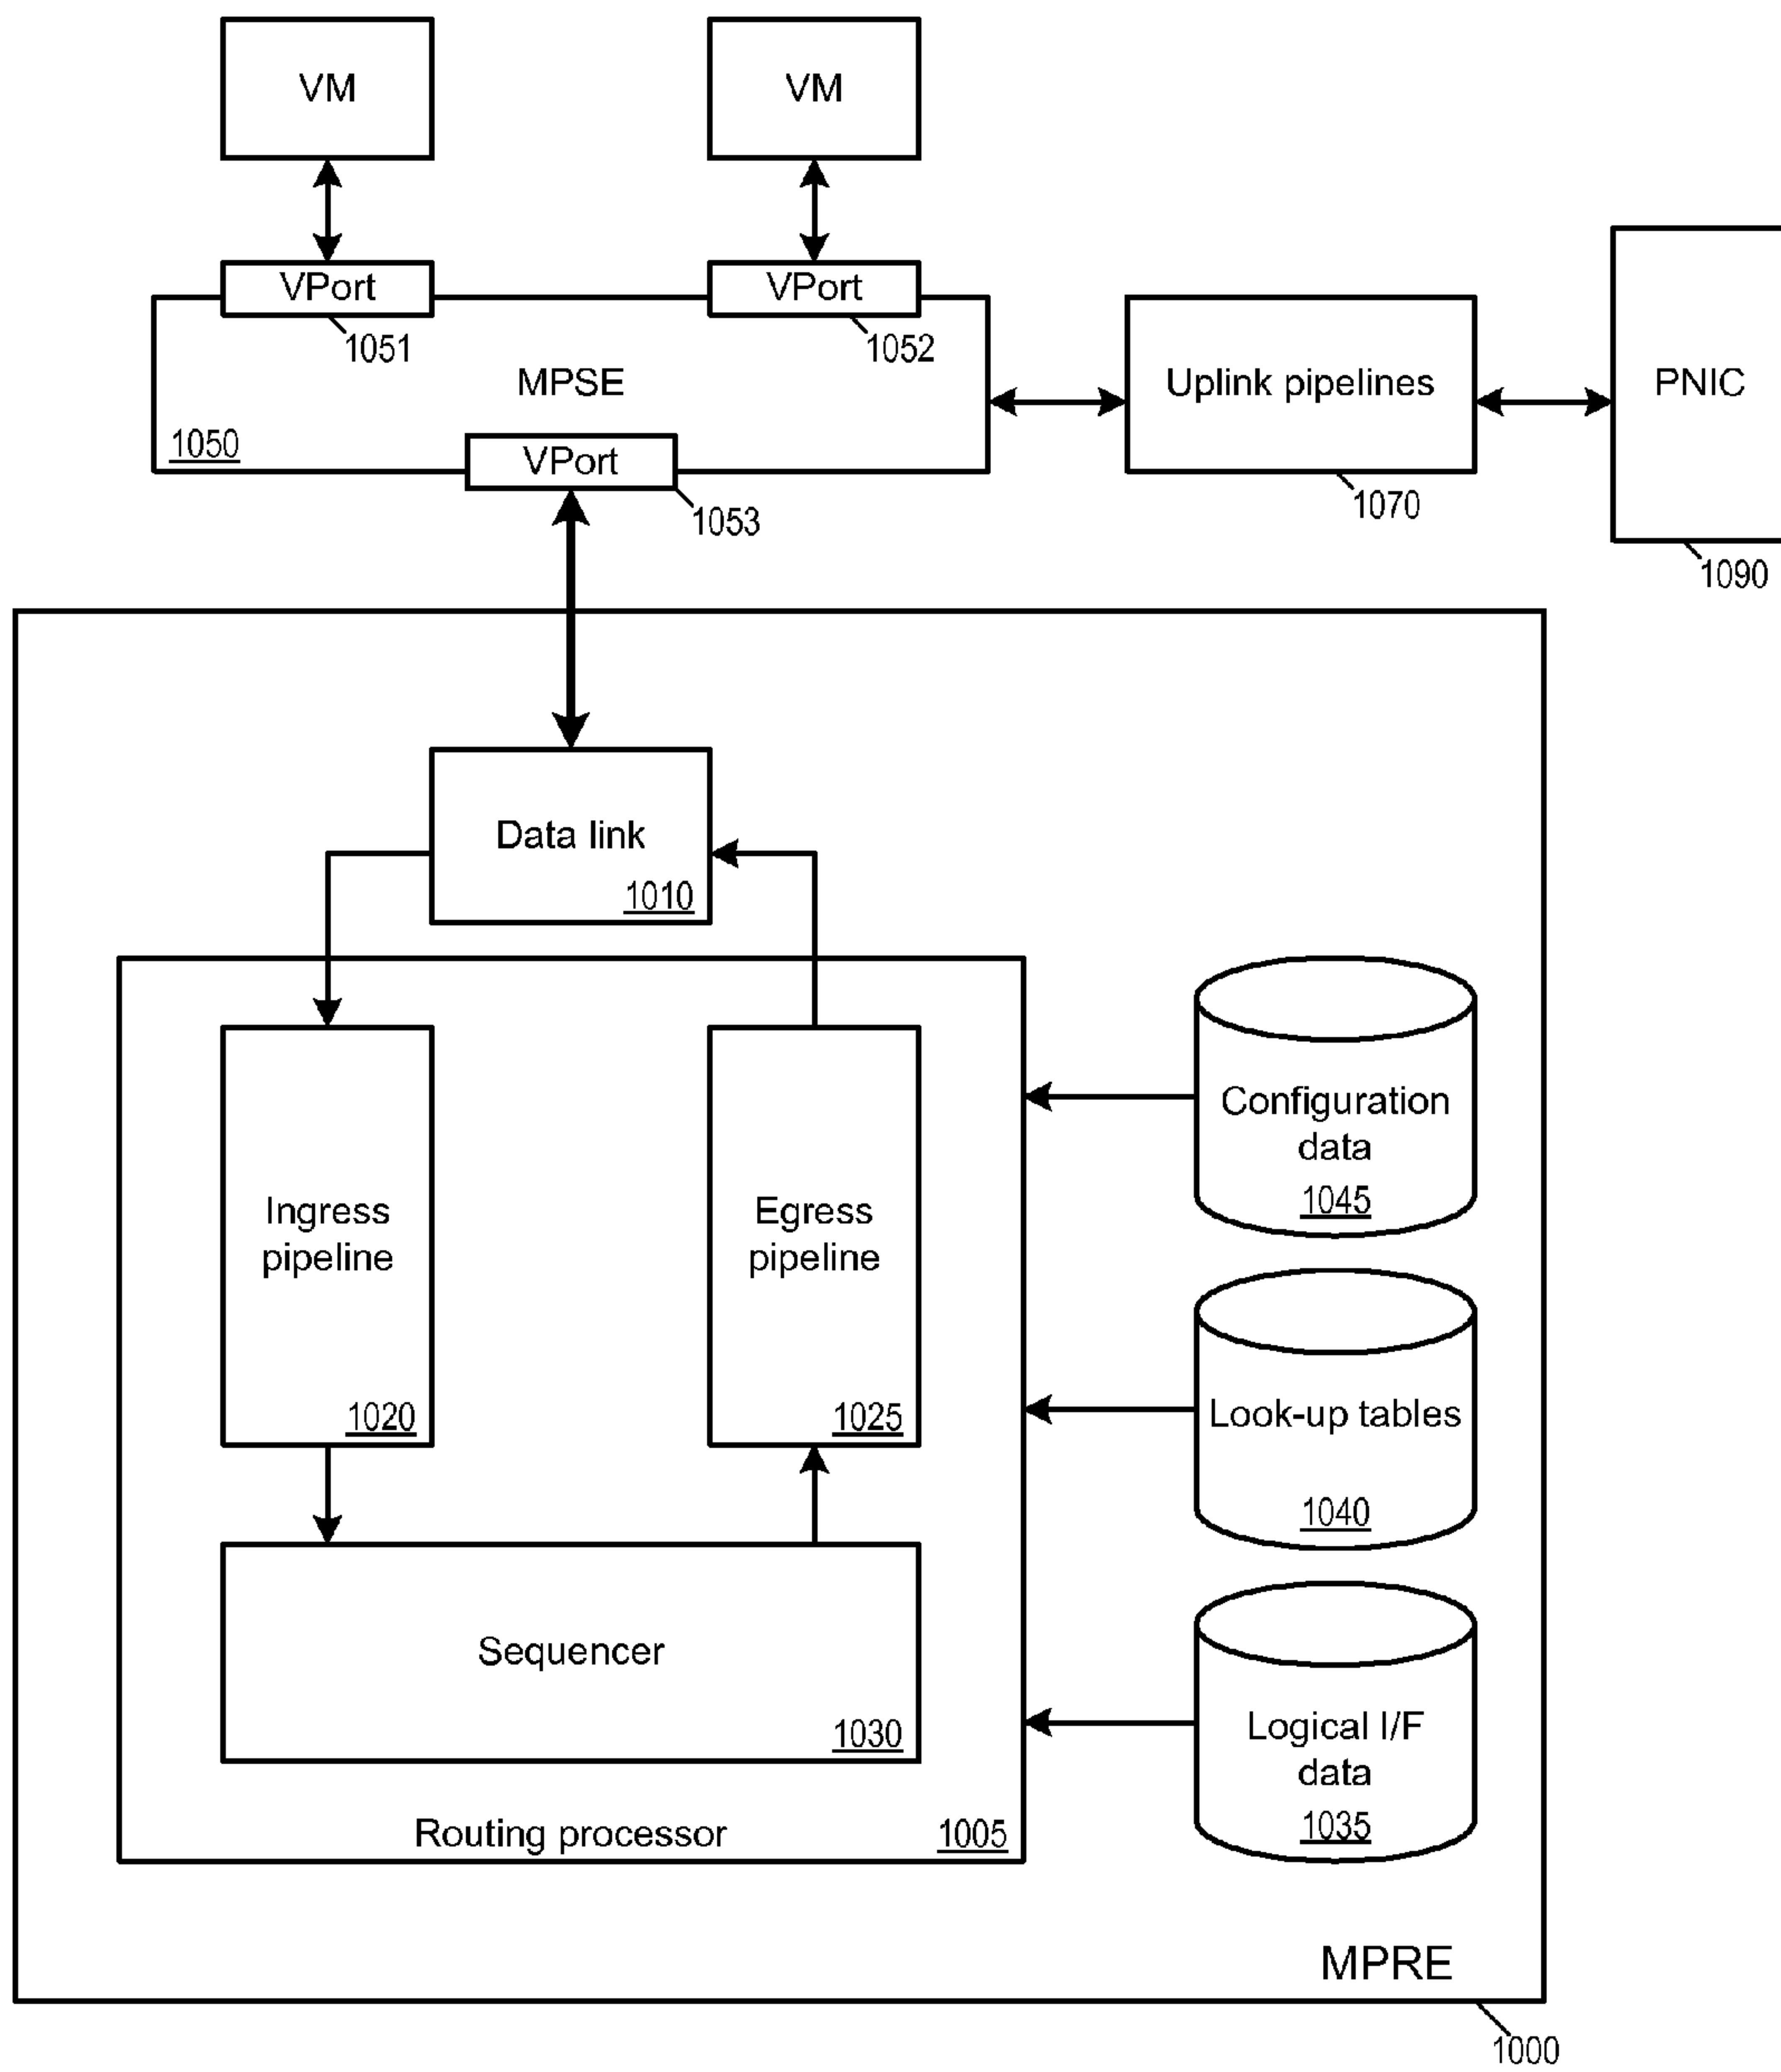 VM
VM
VPort
VPort
1051
1052
MPSE
Uplink pipelines
PNIC
1050
VPort
1070
1053
1090
Data link
1010
Configuration
data
1045
Ingress
pipeline
Egress
pipeline
1020
1025
Look-up tables
1040
Sequencer
1030
Logical I/F
data
1035
Routing processor
1005
MPRE
1000